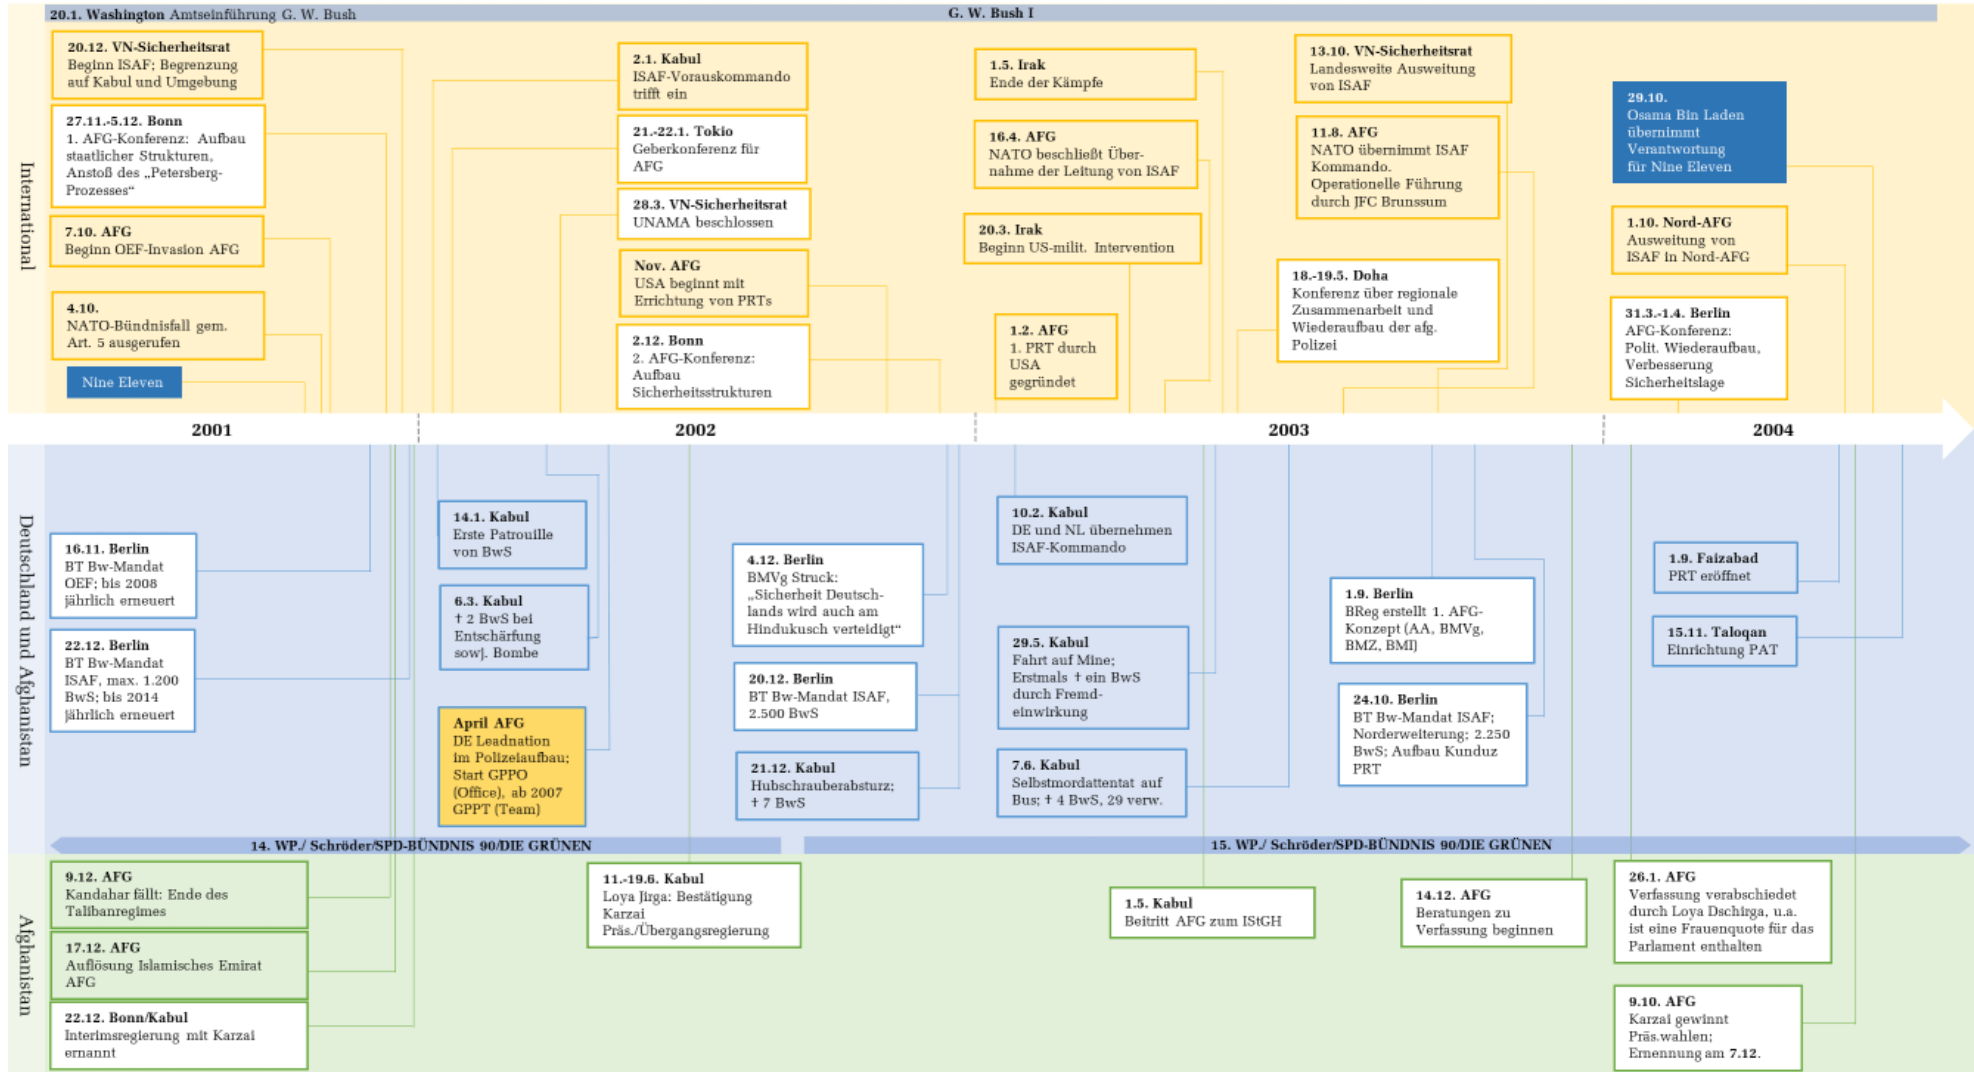 20.1. Washington Amtseinführung G. W. Bush
G. W. Bush I
International
20.12. VN-Sicherheitsrat
Beginn ISAF; Begrenzung
auf Kabul und Umgebung
27.11.-5.12. Bonn
1. AFG-Konferenz: Aufbau
staatlicher Strukturen,
Anstoß des „Petersberg-
Prozesses“
7.10. AFG
Beginn OEF-Invasion AFG
4.10.
NATO-Bündnisfall gem.
Art. 5 ausgerufen
Nine Eleven
2.1. Kabul
ISAF-Vorauskommando
trifft ein
21.-22.1. Tokio
Geberkonferenz für
AFG
28.3. VN-Sicherheitsrat
UNAMA beschlossen
Nov. AFG
USA beginnt mit
Errichtung von PRTs
2.12. Bonn
2. AFG-Konferenz:
Aufbau
Sicherheitsstrukturen
1.5. Irak
Ende der Kämpfe
16.4. AFG
NATO beschließt Über-
nahme der Leitung von ISAF
20.3. Irak
Beginn US-milit. Intervention
1.2. AFG
1. PRT durch
USA
gegründet
13.10. VN-Sicherheitsrat
Landesweite Ausweitung
von ISAF
11.8. AFG
NATO übernimmt ISAF
Kommando.
Operationelle Führung
durch JFC Brunssum
18.-19.5. Doha
Konferenz über regionale
Zusammenarbeit und
Wiederaufbau der afg.
Polizei
29.10.
Osama Bin Laden
übernimmt
Verantwortung
für Nine Eleven
1.10. Nord-AFG
Ausweitung von
ISAF in Nord-AFG
31.3.-1.4. Berlin
AFG-Konferenz:
Polit. Wiederaufbau,
Verbesserung
Sicherheitslage
2001
2002
2003
2004
Deutschland und Afghanistan
16.11. Berlin
BT Bw-Mandat
OEF; bis 2008
jährlich erneuert
22.12. Berlin
BT Bw-Mandat
ISAF, max. 1.200
BwS; bis 2014
jährlich erneuert
14.1. Kabul
Erste Patrouille
von BwS
6.3. Kabul
† 2 BwS bei
Entschärfung
sowj. Bombe
April AFG
DE Leadnation
im Polizeiaufbau;
Start GPPO
(Office), ab 2007
GPPT (Team)
4.12. Berlin
BMVg Struck:
„Sicherheit Deutsch-
lands wird auch am
Hindukusch verteidigt“
20.12. Berlin
BT Bw-Mandat ISAF,
2.500 BwS
21.12. Kabul
Hubschrauberabsturz;
† 7 BwS
10.2. Kabul
DE und NL übernehmen
ISAF-Kommando
29.5. Kabul
Fahrt auf Mine;
Erstmals † ein BwS
durch Fremd-
einwirkung
7.6. Kabul
Selbstmordattentat auf
Bus; † 4 BwS, 29 verw.
1.9. Berlin
BReg erstellt 1. AFG-
Konzept (AA, BMVg,
BMZ, BMI)
24.10. Berlin
BT Bw-Mandat ISAF;
Norderweiterung; 2.250
BwS; Aufbau Kunduz
PRT
1.9. Faizabad
PRT eröffnet
15.11. Taloqan
Einrichtung PAT
14. WP./ Schröder/SPD-BÜNDNIS 90/DIE GRÜNEN
15. WP./ Schröder/SPD-BÜNDNIS 90/DIE GRÜNEN
Afghanistan
9.12. AFG
Kandahar fällt: Ende des
Talibanregimes
17.12. AFG
Auflösung Islamisches Emirat
AFG
22.12. Bonn/Kabul
Interimsregierung mit Karzai
ernannt
11.-19.6. Kabul
Loya Jirga: Bestätigung
Karzai
Präs./Übergangsregierung
1.5. Kabul
Beitritt AFG zum IStGH
14.12. AFG
Beratungen zu
Verfassung beginnen
26.1. AFG
Verfassung verabschiedet
durch Loya Dschirga, u.a.
ist eine Frauenquote für das
Parlament enthalten
9.10. AFG
Karzai gewinnt
Präs.wahlen;
Ernennung am 7.12.